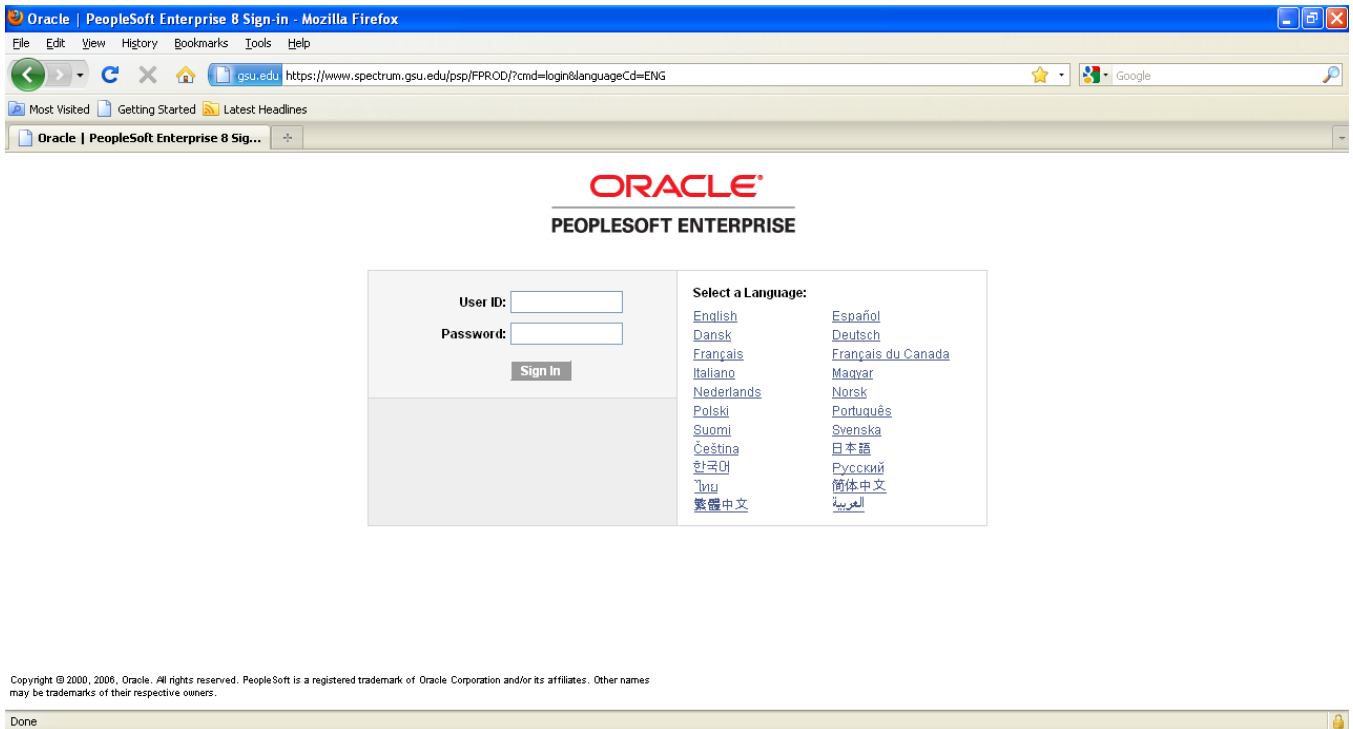 Oracle | PeopleSoft Enterprise 8 Sign-in - Mozilla Firefox
File Edit View History Bookmarks Tools Help
gsu.edu https://www.spectrum.gsu.edu/psp/FPROD/?cmd=login&languageCd=ENG Google
Most Visited Getting Started Latest Headlines
Oracle | PeopleSoft Enterprise 8 Sig...
ORACLE®
PEOPLESOFT ENTERPRISE
User ID:
Password:
Sign In
Select a Language:
English Español
Dansk Deutsch
Français Français du Canada
Italiano Magyar
Nederlands Norsk
Polski Português
Suomi Svenska
Čeština 日本語
한국어 Русский
ไทย 简体中文
繁體中文 العربية
Copyright © 2000, 2006, Oracle. All rights reserved. PeopleSoft is a registered trademark of Oracle Corporation and/or its affiliates. Other names
may be trademarks of their respective owners.
Done